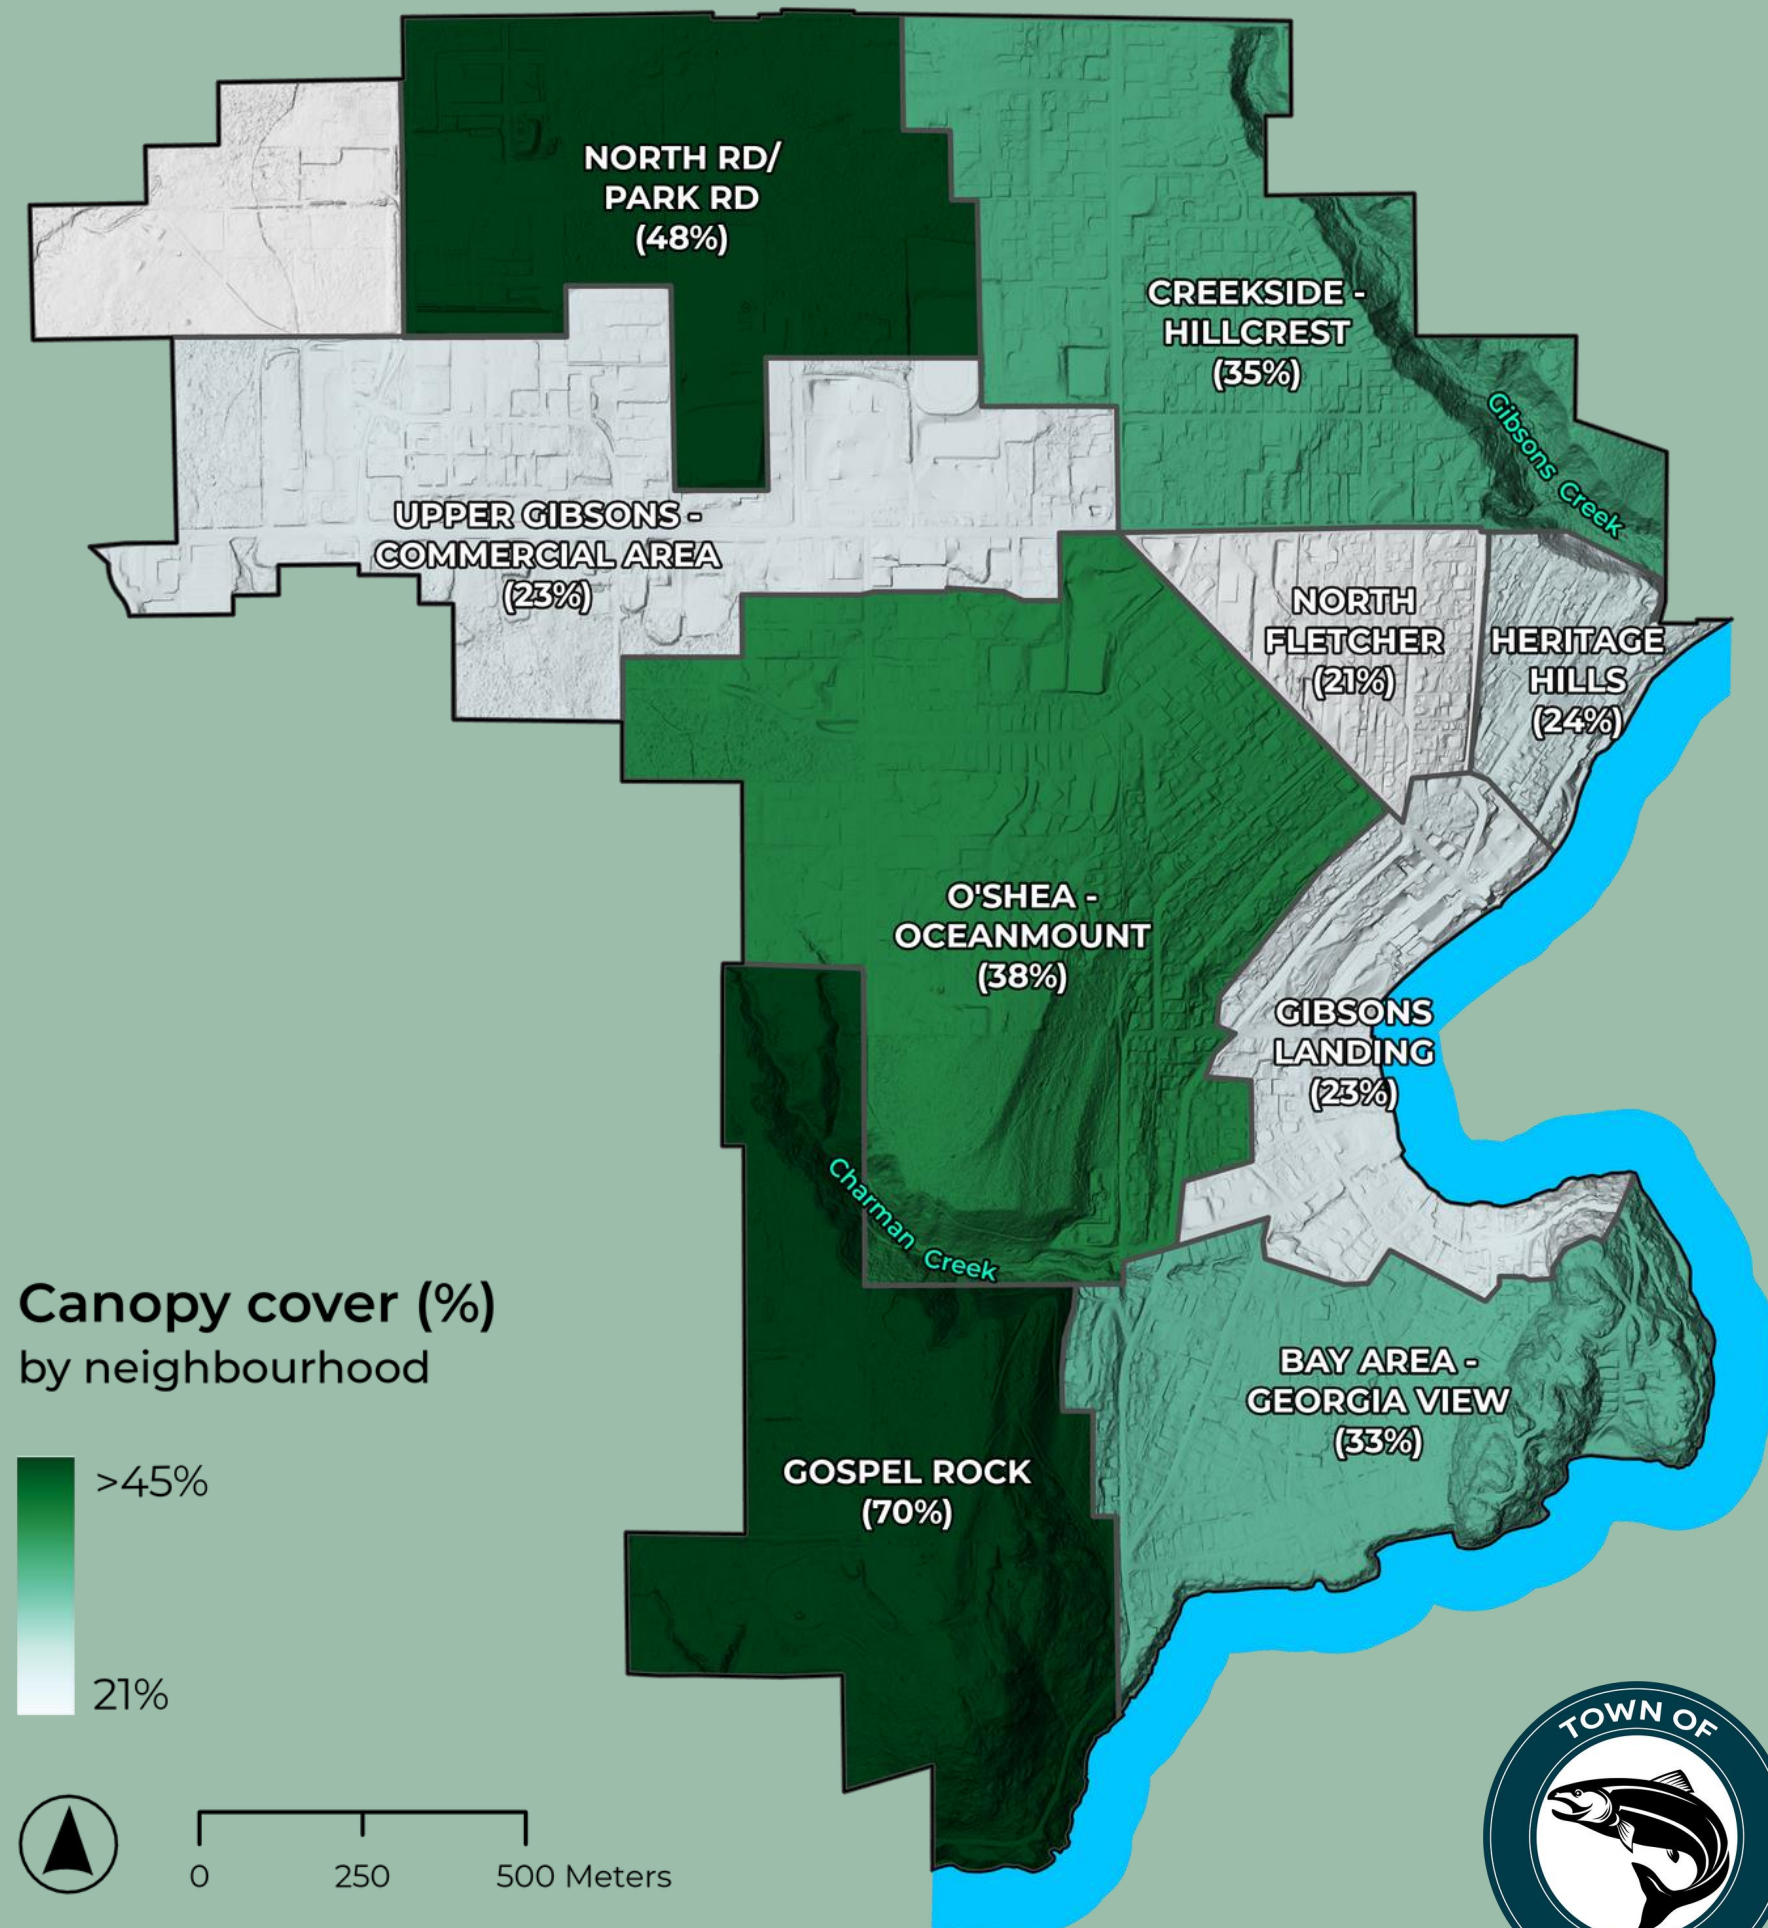 NORTH RD/
PARK RD
(48%)
CREEKSIDE -
HILLCREST
(35%)
Gibsons Creek
UPPER GIBSONS -
COMMERCIAL AREA
(23%)
NORTH
FLETCHER
(21%)
HERITAGE
HILLS
(24%)
O'SHEA -
OCEANMOUNT
(38%)
GIBSONS
LANDING
(23%)
Charman Creek
BAY AREA -
GEORGIA VIEW
(33%)
GOSPEL ROCK
(70%)
Canopy cover (%)
by neighbourhood
>45%
21%
0 250 500 Meters
TOWN OF